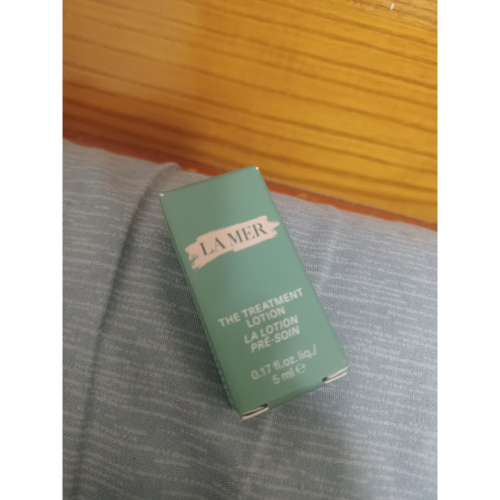 LA MER
THE TREATMENT
LOTION
LA LOTION
PRÉ-SOIN
0.17 fl.oz.liq./
5 ml ℮